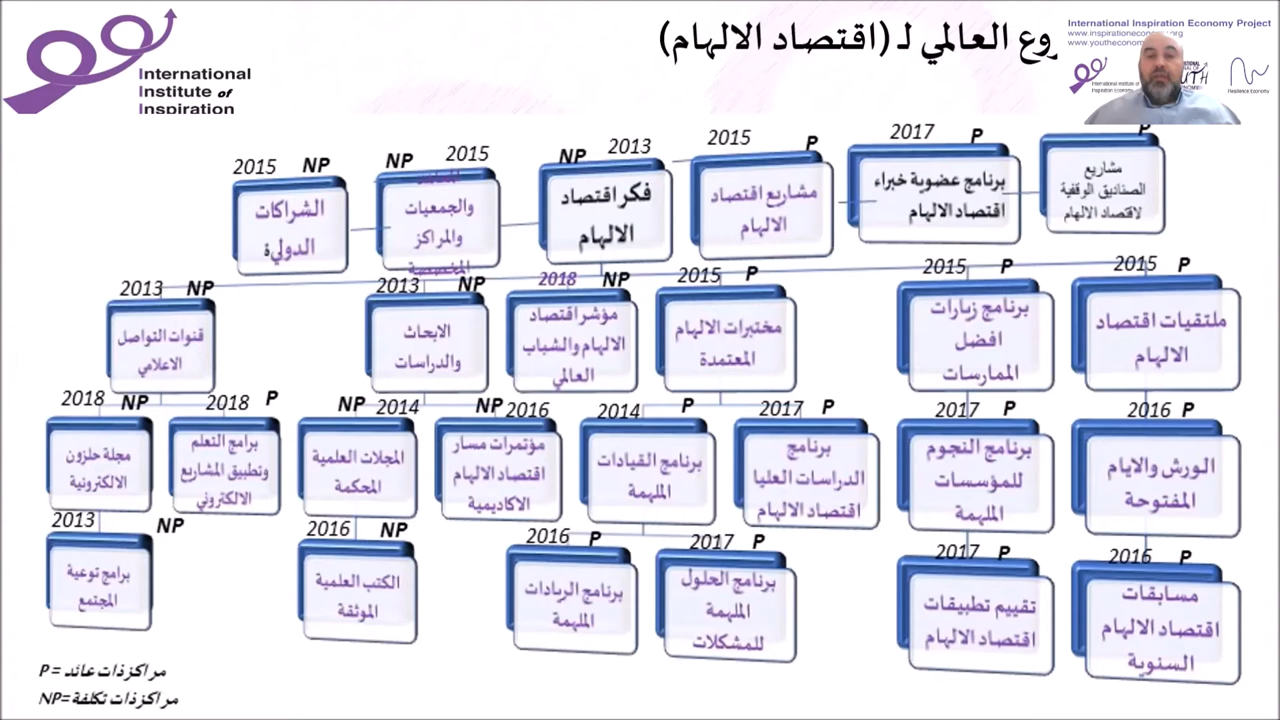 International
Institute of
Inspiration
وع العالمي لـ (اقتصاد الالهام)
International Inspiration Economy Project
www.inspirationeconomy.org
www.youtheconom
Resilience Economy
2015 NP
الشراكات
الدولية
NP 2015
والجمعيات
والمراكز
المخصصة
NP 2013
فكر اقتصاد
الالهام
2015 P
مشاريع اقتصاد
الالهام
2017 P
برنامج عضوية خبراء
اقتصاد الالهام
P
مشاريع
الصناديق الوقفية
لاقتصاد الالهام
2013 NP
قنوات التواصل
الاعلامي
2013 NP
الابحاث
والدراسات
2018 NP
مؤشر اقتصاد
الالهام والشباب
العالمي
2015 P
مختبرات الالهام
المعتمدة
2015 P
برنامج زيارات
افضل
الممارسات
2015 P
ملتقيات اقتصاد
الالهام
2018 NP
مجلة حلزون
الالكترونية
2018 P
برامج التعلم
وتطبيق المشاريع
الالكتروني
NP 2014
المجلات العلمية
المحكمة
NP 2016
مؤتمرات مسار
اقتصاد الالهام
الاكاديمية
2014 P
برنامج القيادات
الملهمة
2017 P
برنامج
الدراسات العليا
اقتصاد الالهام
2017 P
برنامج النجوم
للمؤسسات
الملهمة
2016 P
الورش والايام
المفتوحة
2013 NP
برامج توعية
المجتمع
2016 NP
الكتب العلمية
الموثقة
2016 P
برنامج الريادات
الملهمة
2017 P
برنامج الحلول
الملهمة
للمشكلات
2017 P
تقييم تطبيقات
اقتصاد الالهام
2016 P
مسابقات
اقتصاد الالهام
السنوية
P = مراكز ذات عائد
NP= مراكز ذات تكلفة